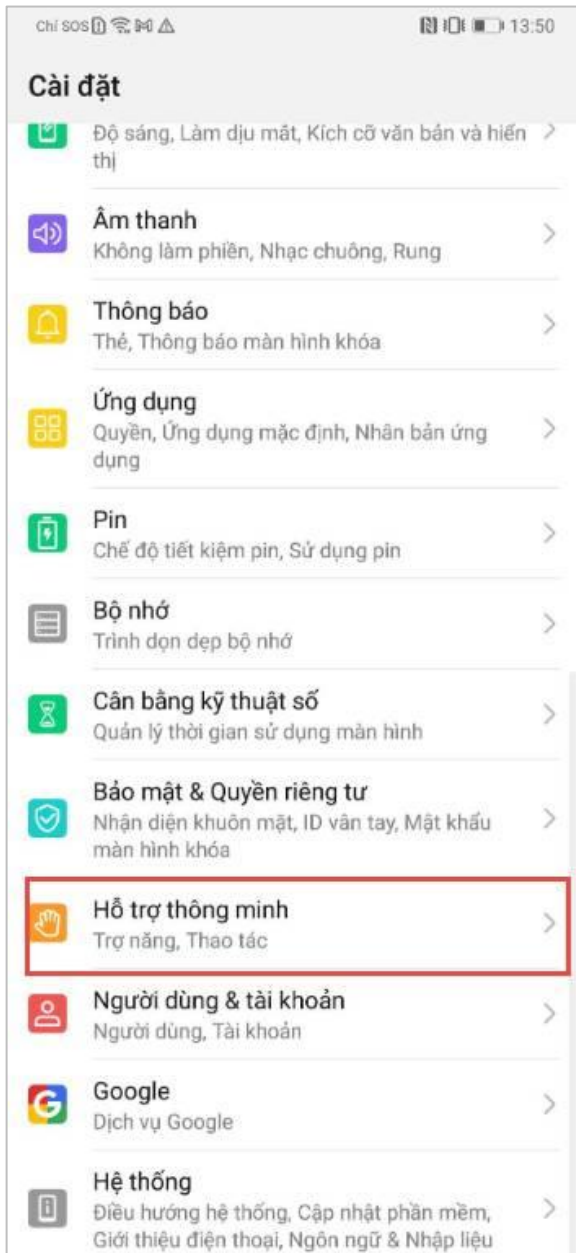 Chỉ SOS 13:50
Cài đặt
Độ sáng, Làm dịu mắt, Kích cỡ văn bản và hiển
thị
Âm thanh
Không làm phiền, Nhạc chuông, Rung
Thông báo
Thẻ, Thông báo màn hình khóa
Ứng dụng
Quyền, Ứng dụng mặc định, Nhân bản ứng
dụng
Pin
Chế độ tiết kiệm pin, Sử dụng pin
Bộ nhớ
Trình dọn dẹp bộ nhớ
Cân bằng kỹ thuật số
Quản lý thời gian sử dụng màn hình
Bảo mật & Quyền riêng tư
Nhận diện khuôn mặt, ID vân tay, Mật khẩu
màn hình khóa
Hỗ trợ thông minh
Trợ năng, Thao tác
Người dùng & tài khoản
Người dùng, Tài khoản
Google
Dịch vụ Google
Hệ thống
Điều hướng hệ thống, Cập nhật phần mềm,
Giới thiệu điện thoại, Ngôn ngữ & Nhập liệu